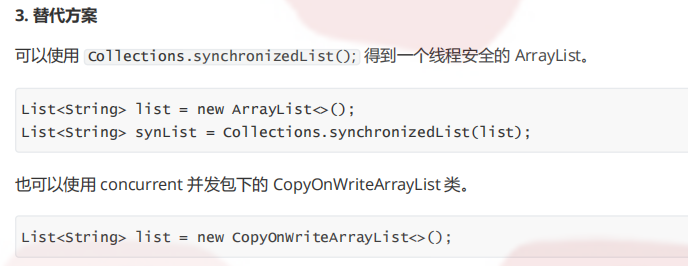 3. 替代方案
可以使用 Collections.synchronizedList(); 得到一个线程安全的 ArrayList。
List<String> list = new ArrayList<>();
List<String> synList = Collections.synchronizedList(list);
也可以使用 concurrent 并发包下的 CopyOnWriteArrayList 类。
List<String> list = new CopyOnWriteArrayList<>();